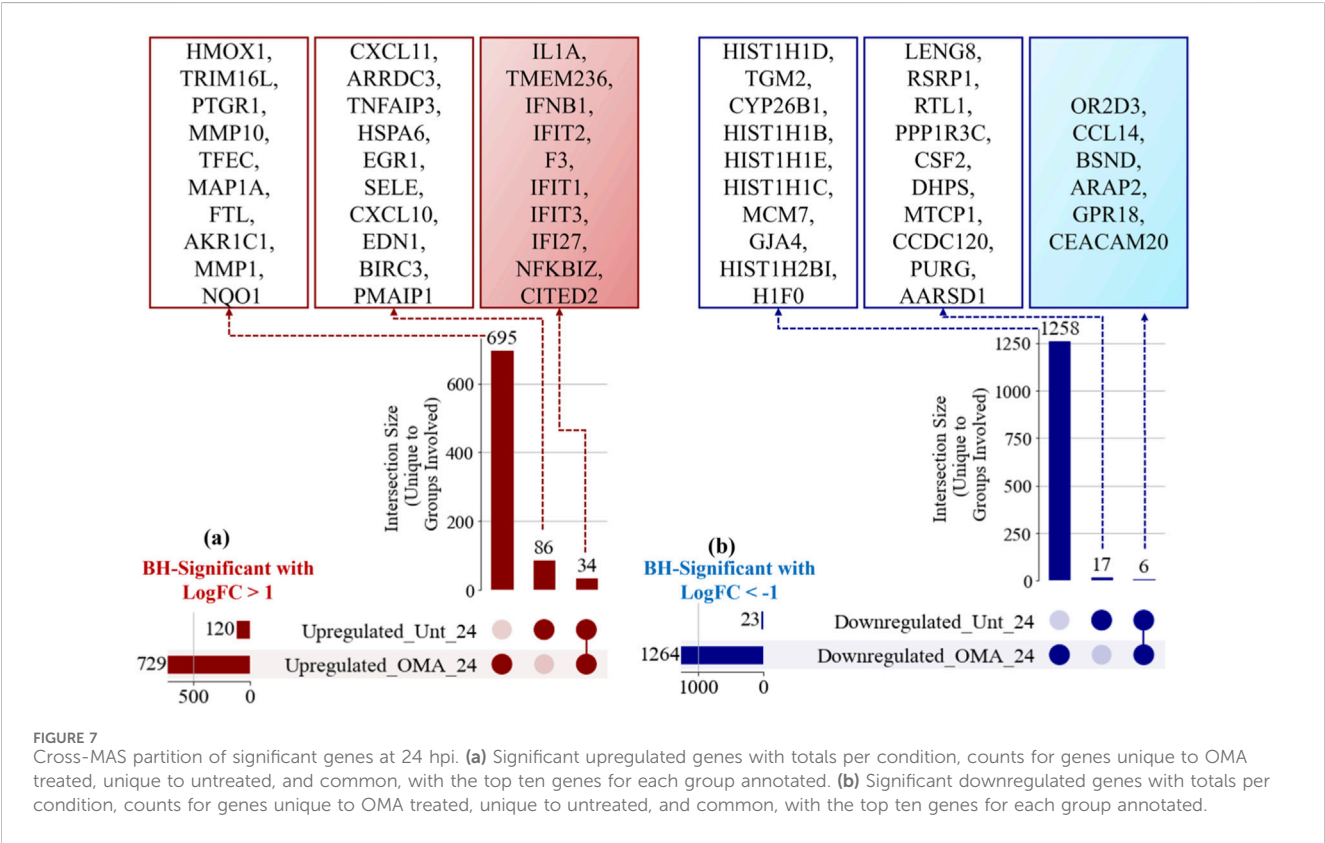 HMOX1,
TRIM16L,
PTGR1,
MMP10,
TFEC,
MAP1A,
FTL,
AKR1C1,
MMP1,
NQO1
CXCL11,
ARRDC3,
TNFAIP3,
HSPA6,
EGR1,
SELE,
CXCL10,
EDN1,
BIRC3,
PMAIP1
IL1A,
TMEM236,
IFNB1,
IFIT2,
F3,
IFIT1,
IFIT3,
IFI27,
NFKBIZ,
CITED2
HIST1H1D,
TGM2,
CYP26B1,
HIST1H1B,
HIST1H1E,
HIST1H1C,
MCM7,
GJA4,
HIST1H2BI,
H1F0
LENG8,
RSRP1,
RTL1,
PPP1R3C,
CSF2,
DHPS,
MTCP1,
CCDC120,
PURG,
AARSD1
OR2D3,
CCL14,
BSND,
ARAP2,
GPR18,
CEACAM20
Intersection Size
(Unique to
Groups Involved)
600
400
200
0
695
86
34
(a)
BH-Significant with
LogFC > 1
120
729
500
0
Upregulated_Unt_24
Upregulated_OMA_24
Intersection Size
(Unique to
Groups Involved)
1250
1000
750
500
250
0
1258
17
6
(b)
BH-Significant with
LogFC < -1
23
1264
1000
0
Downregulated_Unt_24
Downregulated_OMA_24
FIGURE 7
Cross-MAS partition of significant genes at 24 hpi. (a) Significant upregulated genes with totals per condition, counts for genes unique to OMA
treated, unique to untreated, and common, with the top ten genes for each group annotated. (b) Significant downregulated genes with totals per
condition, counts for genes unique to OMA treated, unique to untreated, and common, with the top ten genes for each group annotated.